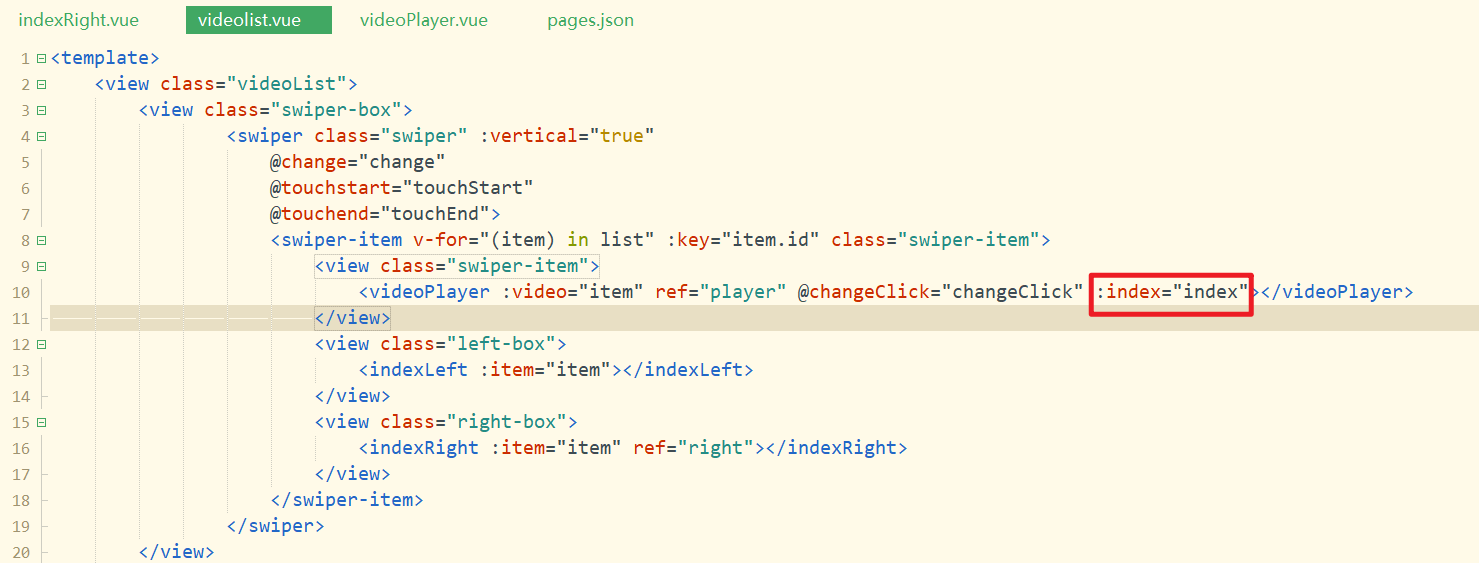 indexRight.vue videolist.vue videoPlayer.vue pages.json
1 <template>
2 <view class="videoList">
3 <view class="swiper-box">
4 <swiper class="swiper" :vertical="true"
5 @change="change"
6 @touchstart="touchStart"
7 @touchend="touchEnd">
8 <swiper-item v-for="(item) in list" :key="item.id" class="swiper-item">
9 <view class="swiper-item">
10 <videoPlayer :video="item" ref="player" @changeClick="changeClick" :index="index"></videoPlayer>
11 </view>
12 <view class="left-box">
13 <indexLeft :item="item"></indexLeft>
14 </view>
15 <view class="right-box">
16 <indexRight :item="item" ref="right"></indexRight>
17 </view>
18 </swiper-item>
19 </swiper>
20 </view>